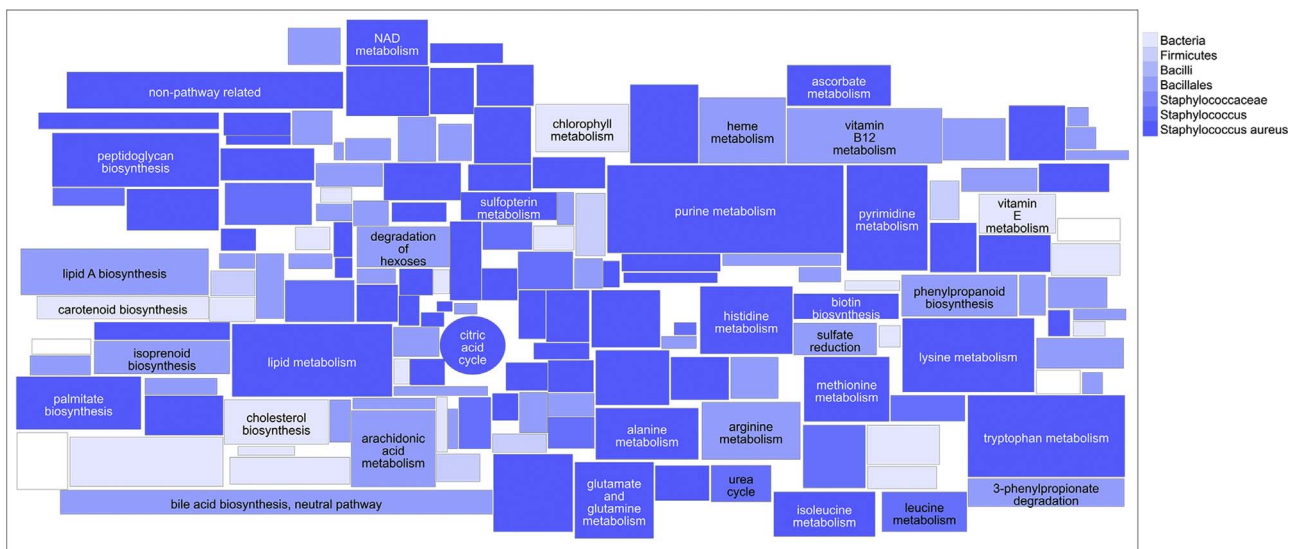 NAD
metabolism
non-pathway related
ascorbate
metabolism
chlorophyll
metabolism
heme
metabolism
vitamin
B12
metabolism
peptidoglycan
biosynthesis
sulfopterin
metabolism
purine metabolism
pyrimidine
metabolism
vitamin
E
metabolism
degradation
of
hexoses
lipid A biosynthesis
carotenoid biosynthesis
phenylpropanoid
biosynthesis
biotin
biosynthesis
histidine
metabolism
sulfate
reduction
citric
acid
cycle
isoprenoid
biosynthesis
lipid metabolism
lysine metabolism
methionine
metabolism
palmitate
biosynthesis
cholesterol
biosynthesis
arachidonic
acid
metabolism
alanine
metabolism
arginine
metabolism
tryptophan metabolism
bile acid biosynthesis, neutral pathway
glutamate
and
glutamine
metabolism
urea
cycle
isoleucine
metabolism
leucine
metabolism
3-phenylpropionate
degradation
Bacteria
Firmicutes
Bacilli
Bacillales
Staphylococcaceae
Staphylococcus
Staphylococcus aureus